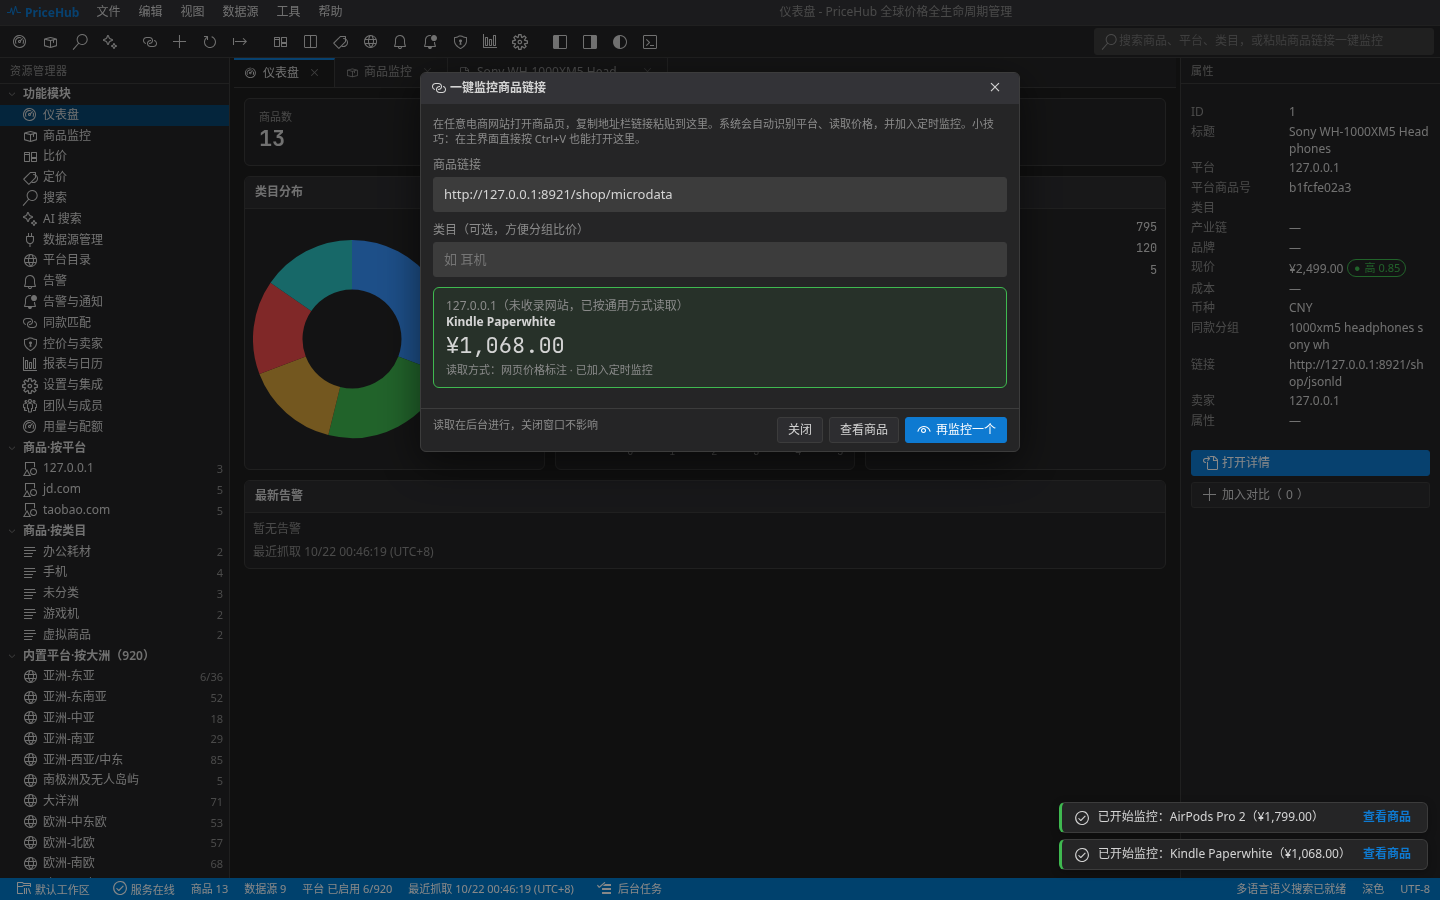 PriceHub 文件 编辑 视图 数据源 工具 帮助
仪表盘 - PriceHub 全球价格全生命周期管理
搜索商品、平台、类目，或粘贴商品链接一键监控
资源管理器
功能模块
仪表盘
商品监控
比价
定价
搜索
AI 搜索
数据源管理
平台目录
告警
告警与通知
同款匹配
控价与卖家
报表与日历
设置与集成
团队与成员
用量与配额
商品·按平台
127.0.0.1 3
jd.com 5
taobao.com 5
商品·按类目
办公耗材 2
手机 4
未分类 3
游戏机 2
虚拟商品 2
内置平台·按大洲（920）
亚洲-东亚 6/36
亚洲-东南亚 52
亚洲-中亚 18
亚洲-南亚 29
亚洲-西亚/中东 85
南极洲及无人岛屿 5
大洋洲 71
欧洲-中东欧 53
欧洲-北欧 57
欧洲-南欧 68
仪表盘 商品监控 Sony WH-1000XM5 Head
商品数
13
类目分布
795
120
5
最新告警
暂无告警
最近抓取 10/22 00:46:19 (UTC+8)
一键监控商品链接
在任意电商网站打开商品页，复制地址栏链接粘贴到这里。系统会自动识别平台、读取价格，并加入定时监控。小技
巧：在主界面直接按 Ctrl+V 也能打开这里。
商品链接
http://127.0.0.1:8921/shop/microdata
类目（可选，方便分组比价）
如 耳机
127.0.0.1（未收录网站，已按通用方式读取）
Kindle Paperwhite
¥1,068.00
读取方式：网页价格标注 · 已加入定时监控
读取在后台进行，关闭窗口不影响
关闭 查看商品 再监控一个
属性
ID 1
标题 Sony WH-1000XM5 Head
phones
平台 127.0.0.1
平台商品号 b1fcfe02a3
类目
产业链 —
品牌 —
现价 ¥2,499.00 ● 高 0.85
成本 —
币种 CNY
同款分组 1000xm5 headphones s
ony wh
链接 http://127.0.0.1:8921/sh
op/jsonld
卖家 127.0.0.1
属性 —
打开详情
加入对比（ 0 ）
已开始监控：AirPods Pro 2（¥1,799.00） 查看商品
已开始监控：Kindle Paperwhite（¥1,068.00） 查看商品
默认工作区 服务在线 商品 13 数据源 9 平台 已启用 6/920 最近抓取 10/22 00:46:19 (UTC+8) 后台任务
多语言语义搜索已就绪 深色 UTF-8